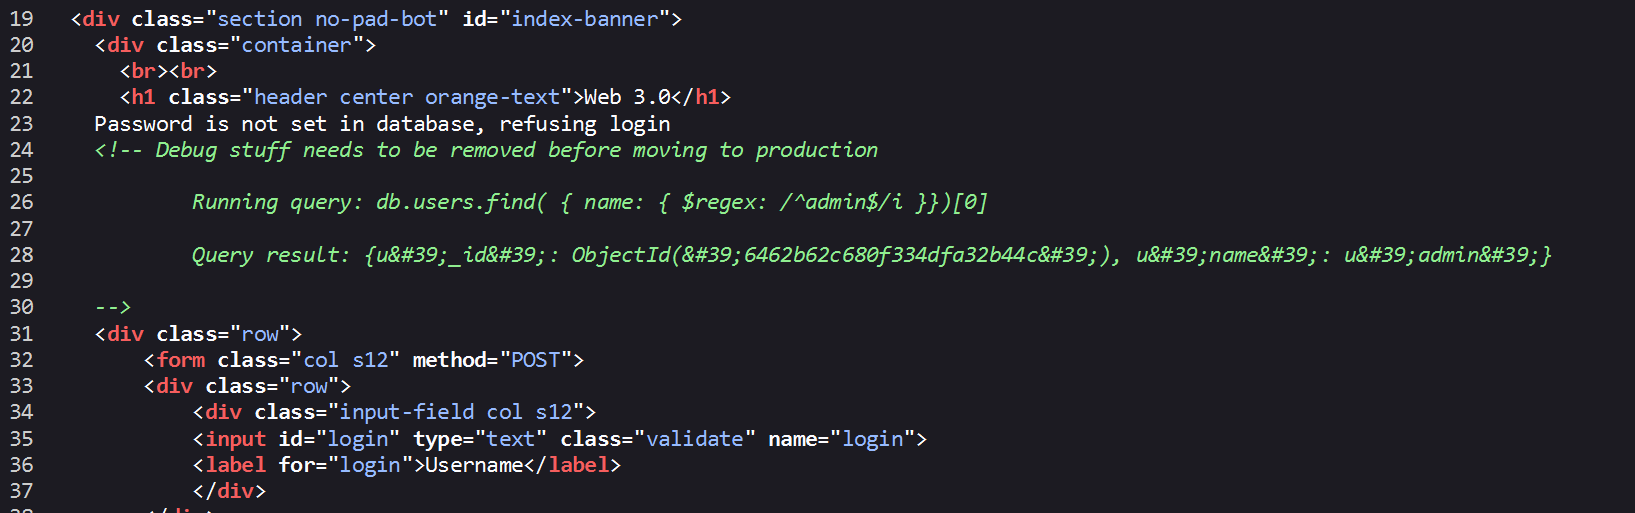 19 <div class="section no-pad-bot" id="index-banner">
20 <div class="container">
21 <br><br>
22 <h1 class="header center orange-text">Web 3.0</h1>
23 Password is not set in database, refusing login
24 <!-- Debug stuff needs to be removed before moving to production
25
26 Running query: db.users.find( { name: { $regex: /^admin$/i }})[0]
27
28 Query result: {u&#39;_id&#39;: ObjectId(&#39;6462b62c680f334dfa32b44c&#39;), u&#39;name&#39;: u&#39;admin&#39;}
29
30 -->
31 <div class="row">
32 <form class="col s12" method="POST">
33 <div class="row">
34 <div class="input-field col s12">
35 <input id="login" type="text" class="validate" name="login">
36 <label for="login">Username</label>
37 </div>